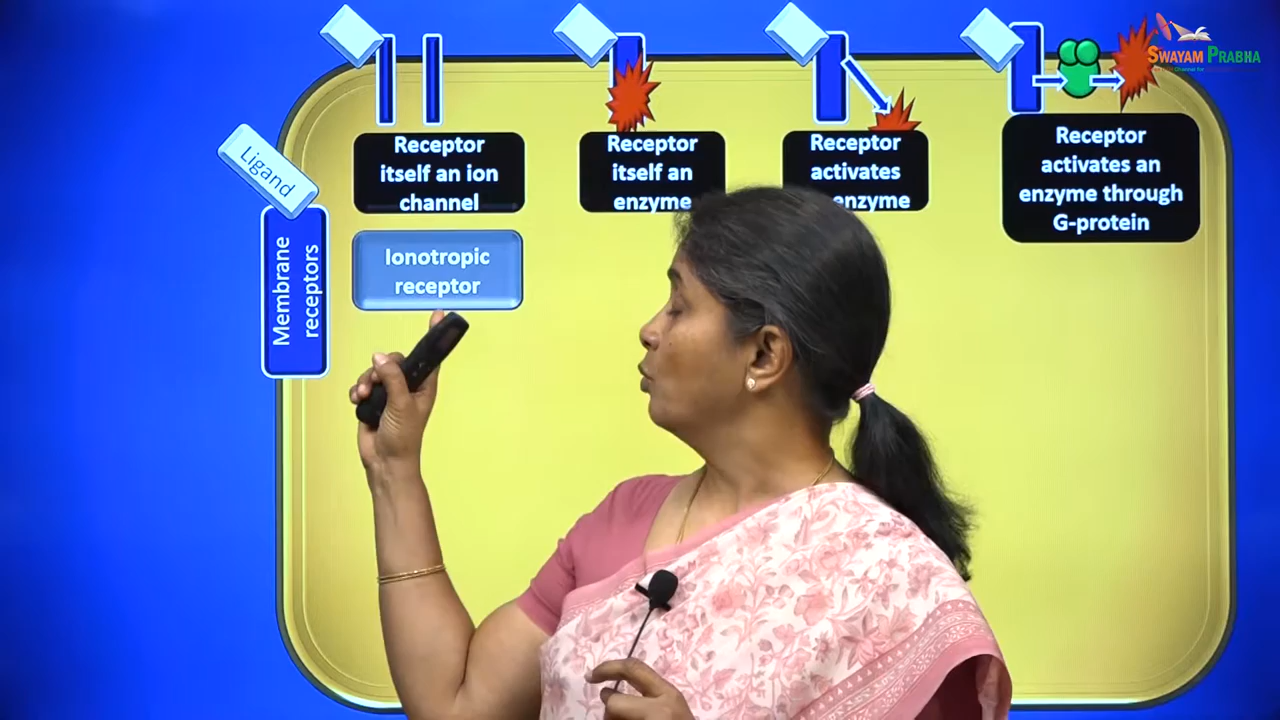 SWAYAM PRABHA
Receptor
itself an ion
channel
Receptor
itself an
enzyme
Receptor
activates
enzyme
Receptor
activates an
enzyme through
G-protein
Ligand
Membrane
receptors
Ionotropic
receptor